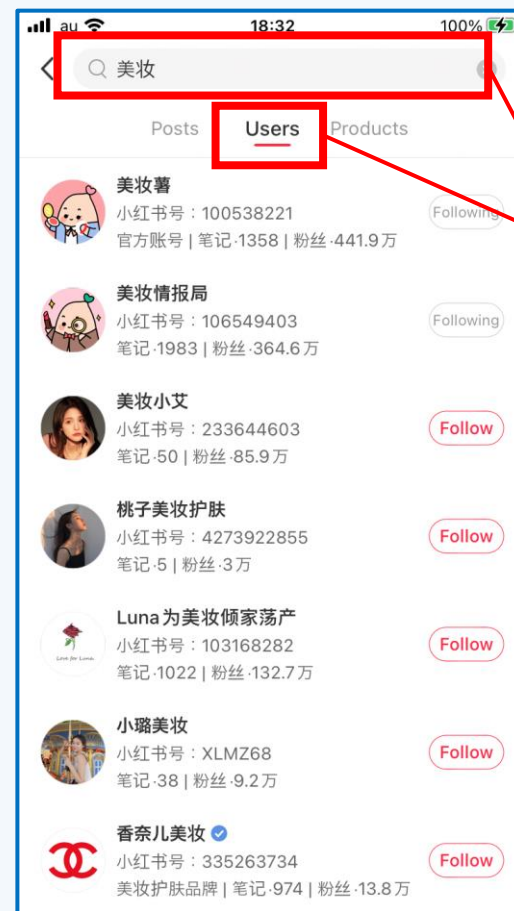 au 18:32 100%
美妆
Posts Users Products
美妆薯
小红书号：100538221
官方账号 | 笔记·1358 | 粉丝·441.9万
Following
美妆情报局
小红书号：106549403
笔记·1983 | 粉丝·364.6万
Following
美妆小艾
小红书号：233644603
笔记·50 | 粉丝·85.9万
Follow
桃子美妆护肤
小红书号：4273922855
笔记·5 | 粉丝·3万
Follow
Luna为美妆倾家荡产
小红书号：103168282
笔记·1022 | 粉丝·132.7万
Follow
Love for Luna
小璐美妆
小红书号：XLMZ68
笔记·38 | 粉丝·9.2万
Follow
香奈儿美妆
小红书号：335263734
美妆护肤品牌 | 笔记·974 | 粉丝·13.8万
Follow